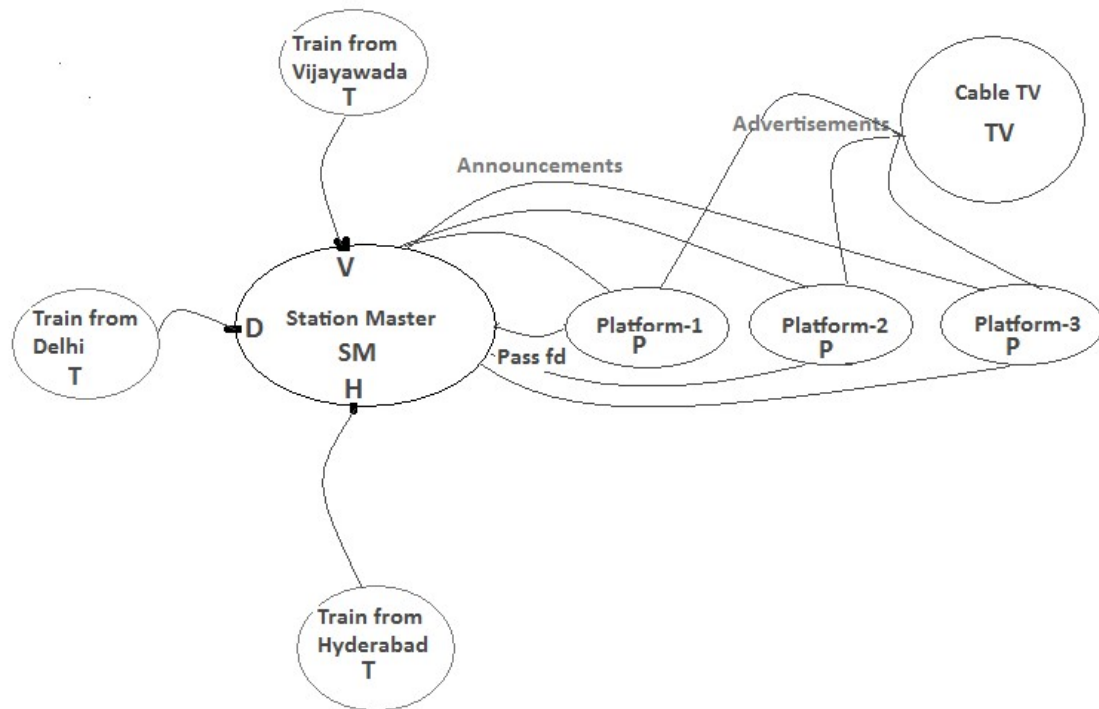 Train from
Vijayawada
T
Cable TV
TV
Advertisements
Announcements
V
Train from
Delhi
T
D
Station Master
SM
H
Pass fd
Platform-1
P
Platform-2
P
Platform-3
P
Train from
Hyderabad
T